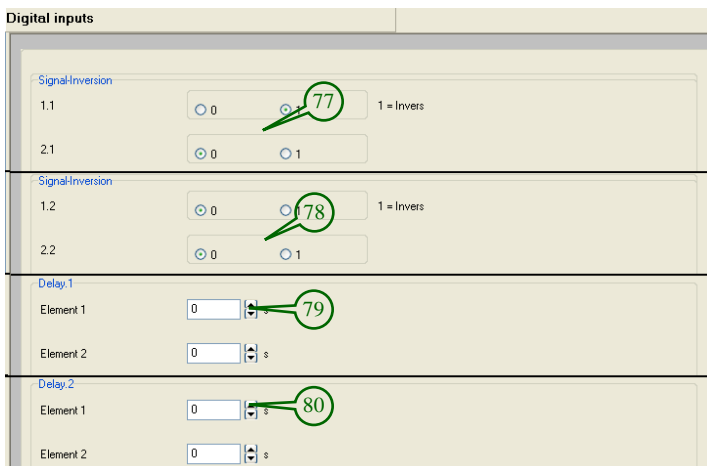 Digital inputs
Signal-Inversion
1.1 0 1 77 1 = Invers
2.1 0 1
Signal-Inversion
1.2 0 1 78 1 = Invers
2.2 0 1
Delay.1
Element 1 0 s 79
Element 2 0 s
Delay.2
Element 1 0 s 80
Element 2 0 s